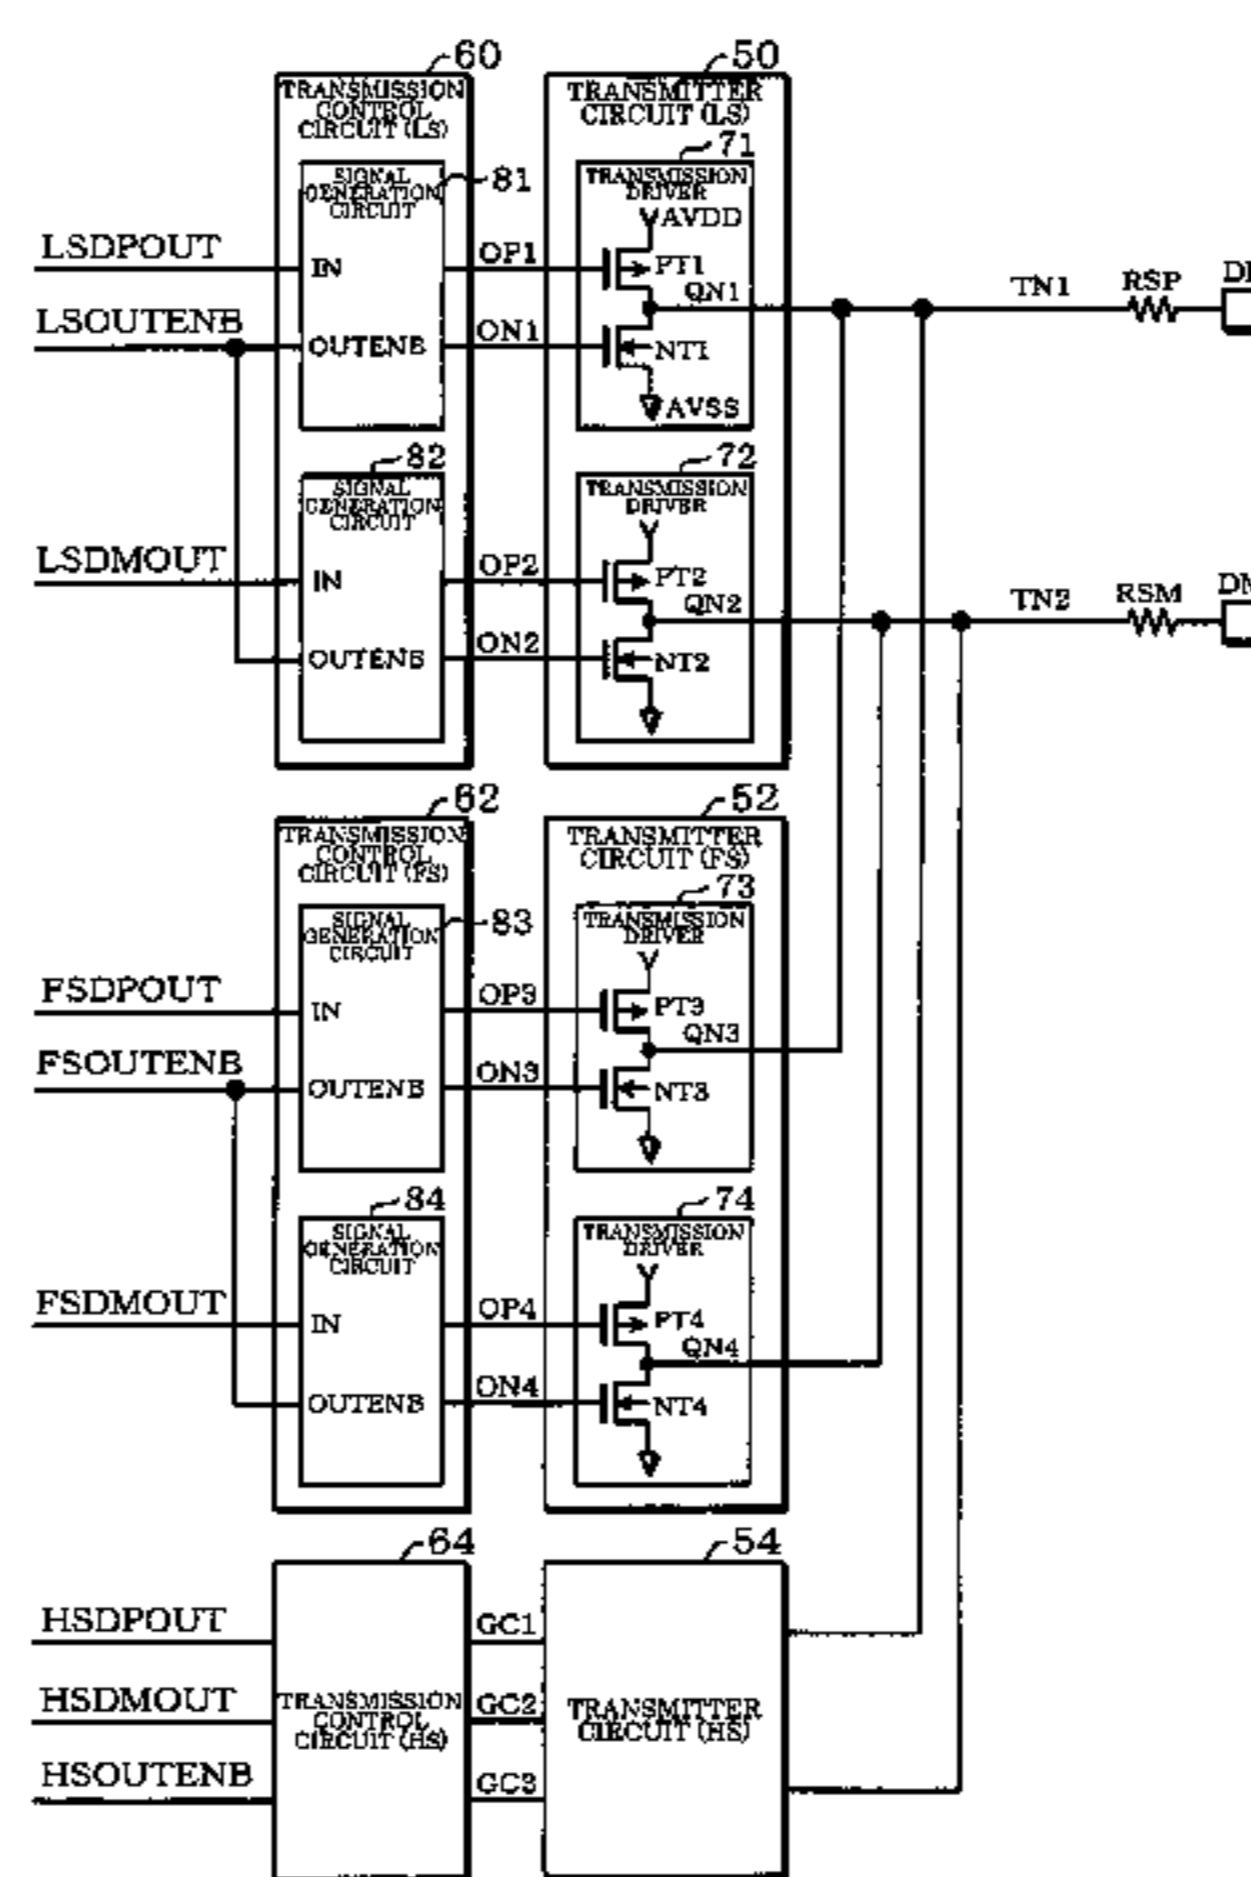 60
TRANSMISSION
CONTROL
CIRCUIT (LS)
50
TRANSMITTER
CIRCUIT (LS)
SIGNAL
GENERATION
CIRCUIT
81
71
TRANSMISSION
DRIVER
AVDD
LSDPOUT
IN
OP1
PT1
QN1
TN1
RSP
LSOUTENB
OUTENB
ON1
NT1
AVSS
82
SIGNAL
GENERATION
CIRCUIT
72
TRANSMISSION
DRIVER
LSDMOUT
IN
OP2
PT2
QN2
TN2
RSM
OUTENB
ON2
NT2
62
TRANSMISSION
CONTROL
CIRCUIT (FS)
52
TRANSMITTER
CIRCUIT (FS)
SIGNAL
GENERATION
CIRCUIT
83
73
TRANSMISSION
DRIVER
FSDPOUT
IN
OP3
PT3
QN3
FSOUTENB
OUTENB
ON3
NT3
84
SIGNAL
GENERATION
CIRCUIT
74
TRANSMISSION
DRIVER
FSDMOUT
IN
OP4
PT4
QN4
OUTENB
ON4
NT4
64
54
HSDPOUT
GC1
HSDMOUT
TRANSMISSION
CONTROL
CIRCUIT (HS)
GC2
TRANSMITTER
CIRCUIT (HS)
HSOUTENB
GC3